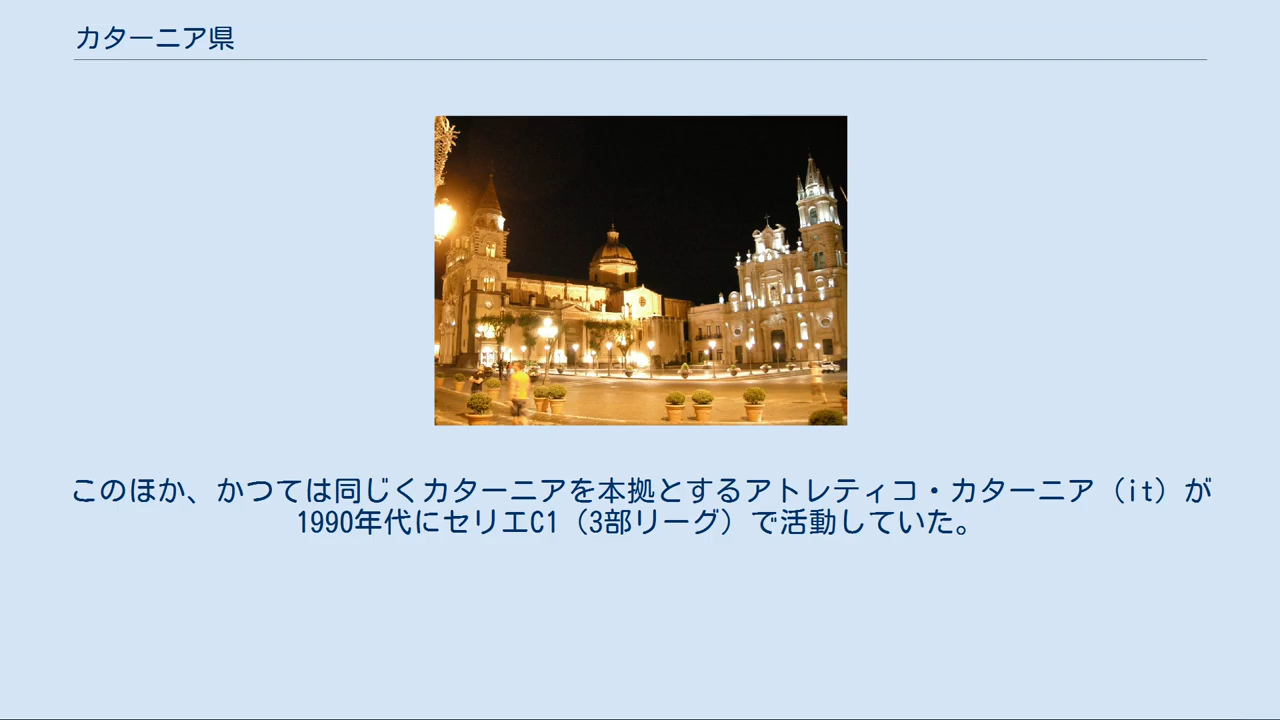 カターニア県
このほか、かつては同じくカターニアを本拠とするアトレティコ・カターニア（it）が
1990年代にセリエC1（3部リーグ）で活動していた。